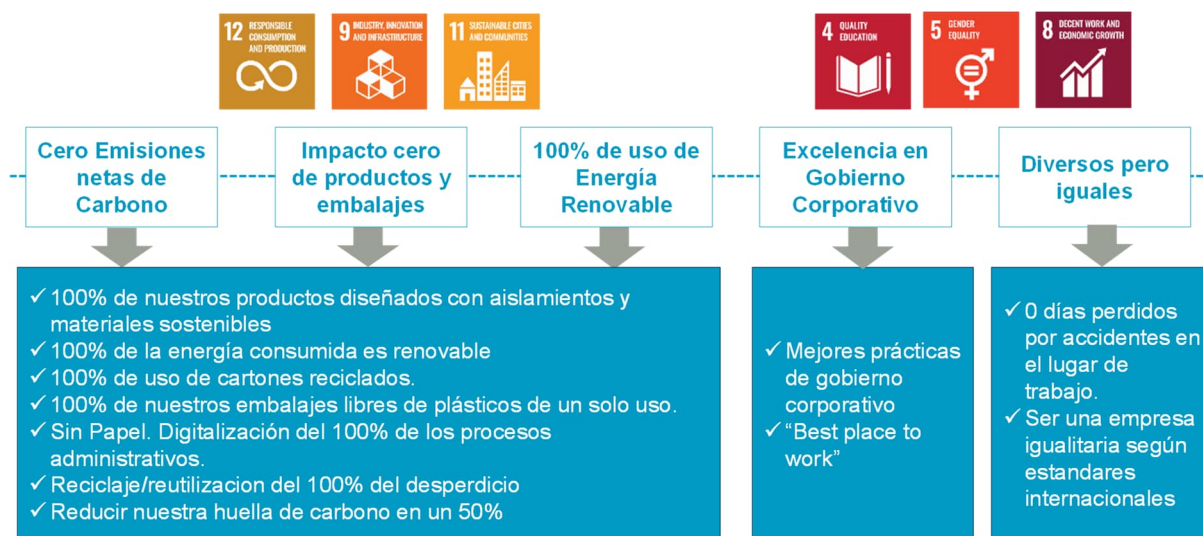 12 RESPONSIBLE
CONSUMPTION
AND PRODUCTION
9 INDUSTRY, INNOVATION
AND INFRASTRUCTURE
11 SUSTAINABLE CITIES
AND COMMUNITIES
4 QUALITY
EDUCATION
5 GENDER
EQUALITY
8 DECENT WORK AND
ECONOMIC GROWTH
Cero Emisiones
netas de
Carbono
Impacto cero
de productos y
embalajes
100% de uso de
Energía
Renovable
Excelencia en
Gobierno
Corporativo
Diversos pero
iguales
✓ 100% de nuestros productos diseñados con aislamientos y
materiales sostenibles
✓ 100% de la energía consumida es renovable
✓ 100% de uso de cartones reciclados.
✓ 100% de nuestros embalajes libres de plásticos de un solo uso.
✓ Sin Papel. Digitalización del 100% de los procesos
administrativos.
✓ Reciclaje/reutilizacion del 100% del desperdicio
✓ Reducir nuestra huella de carbono en un 50%
✓ Mejores prácticas
de gobierno
corporativo
✓ “Best place to
work”
✓ 0 días perdidos
por accidentes en
el lugar de
trabajo.
✓ Ser una empresa
igualitaria según
estandares
internacionales